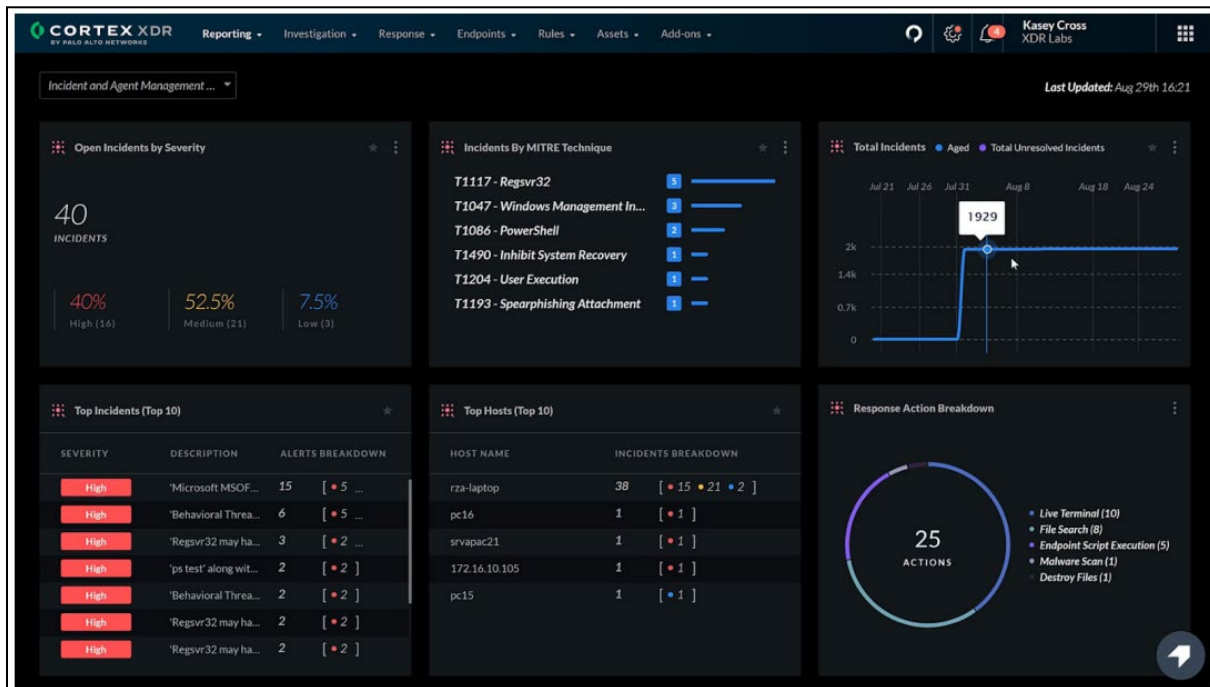 CORTEX XDR
BY PALO ALTO NETWORKS
Reporting
Investigation
Response
Endpoints
Rules
Assets
Add-ons
4
Kasey Cross
XDR Labs
Incident and Agent Management ...
Last Updated: Aug 29th 16:21
Open Incidents by Severity
40
INCIDENTS
40% 52.5% 7.5%
High (16) Medium (21) Low (3)
Incidents By MITRE Technique
T1117 - Regsvr32 5
T1047 - Windows Management In... 3
T1086 - PowerShell 2
T1490 - Inhibit System Recovery 1
T1204 - User Execution 1
T1193 - Spearphishing Attachment 1
Total Incidents Aged Total Unresolved Incidents
Jul 21 Jul 26 Jul 31 Aug 8 Aug 18 Aug 24
1929
2k
1.4k
0.7k
0
Top Incidents (Top 10)
SEVERITY DESCRIPTION ALERTS BREAKDOWN
High 'Microsoft MSOF... 15 [ • 5 ...
High 'Behavioral Threa... 6 [ • 5 ...
High 'Regsvr32 may ha... 3 [ • 2 ...
High 'ps test' along wit... 2 [ • 2 ]
High 'Behavioral Threa... 2 [ • 2 ]
High 'Regsvr32 may ha... 2 [ • 2 ]
High 'Regsvr32 may ha... 2 [ • 2 ]
Top Hosts (Top 10)
HOST NAME INCIDENTS BREAKDOWN
rza-laptop 38 [ • 15 • 21 • 2 ]
pc16 1 [ • 1 ]
srvapac21 1 [ • 1 ]
172.16.10.105 1 [ • 1 ]
pc15 1 [ • 1 ]
Response Action Breakdown
25
ACTIONS
Live Terminal (10)
File Search (8)
Endpoint Script Execution (5)
Malware Scan (1)
Destroy Files (1)